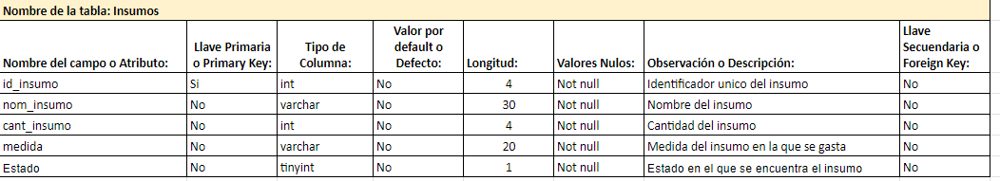 Nombre de la tabla: Insumos
Nombre del campo o Atributo: Llave Primaria o Primary Key: Tipo de Columna: Valor por default o Defecto: Longitud: Valores Nulos: Observación o Descripción: Llave Secuendaria o Foreign Key:
id_insumo Si int No 4 Not null Identificador unico del insumo No
nom_insumo No varchar No 30 Not null Nombre del insumo No
cant_insumo No int No 4 Not null Cantidad del insumo No
medida No varchar No 20 Not null Medida del insumo en la que se gasta No
Estado No tinyint No 1 Not null Estado en el que se encuentra el insumo No